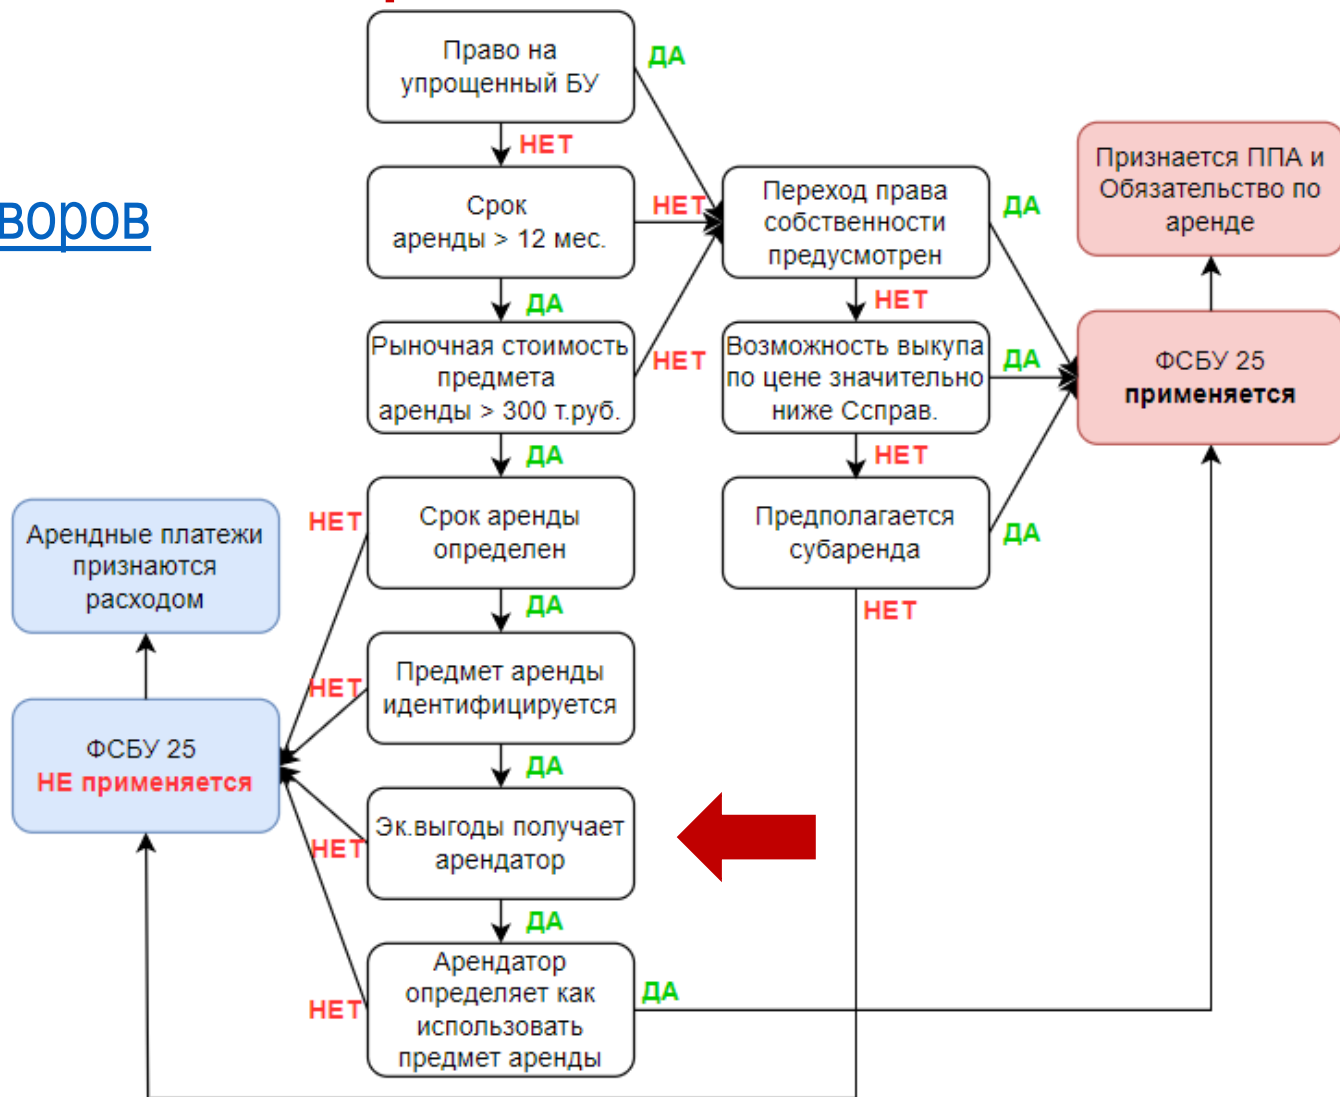 Право на
упрощенный БУ
ДА
НЕТ
воров
Срок
аренды > 12 мес.
НЕТ
ДА
Рыночная стоимость
предмета
аренды > 300 т.руб.
НЕТ
ДА
Срок аренды
определен
НЕТ
ДА
Предмет аренды
идентифицируется
НЕТ
ДА
Эк.выгоды получает
арендатор
НЕТ
ДА
Арендатор
определяет как
использовать
предмет аренды
НЕТ
ДА
Переход права
собственности
предусмотрен
ДА
НЕТ
Возможность выкупа
по цене значительно
ниже Ссправ.
ДА
НЕТ
Предполагается
субаренда
ДА
НЕТ
Признается ППА и
Обязательство по
аренде
ФСБУ 25
применяется
Арендные платежи
признаются
расходом
ФСБУ 25
НЕ применяется